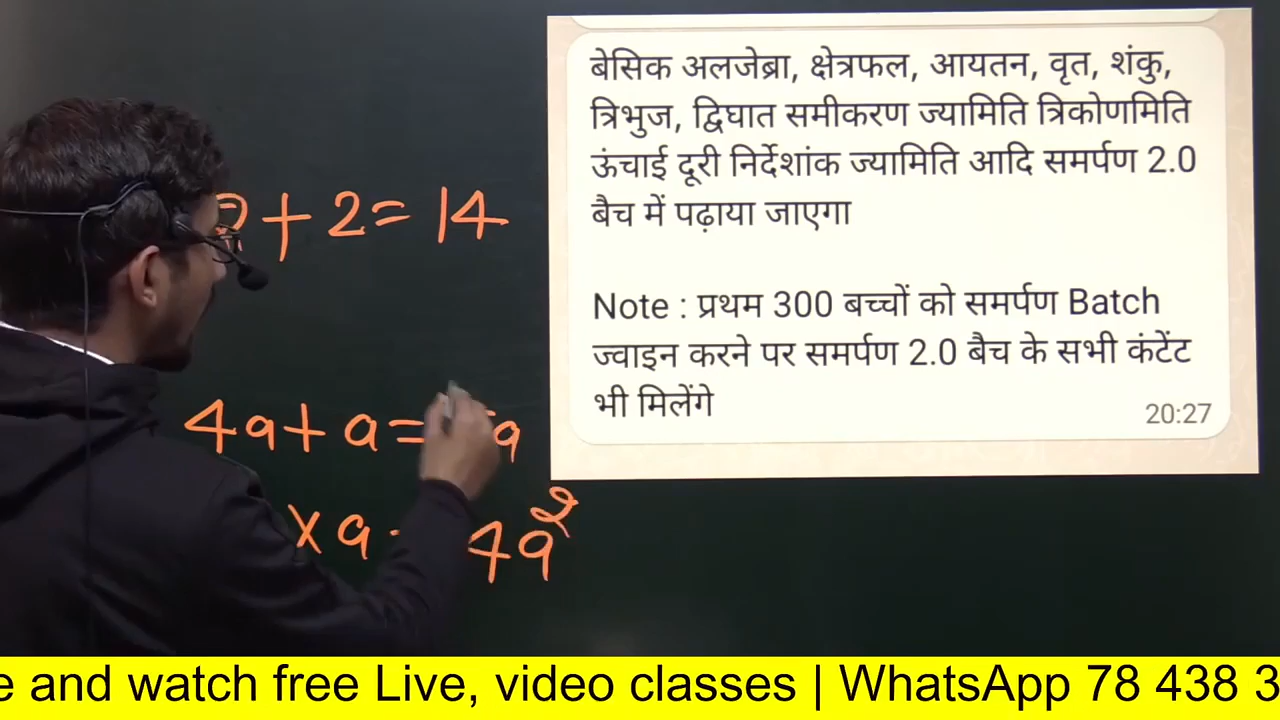 बेसिक अलजेब्रा, क्षेत्रफल, आयतन, वृत, शंकु,
त्रिभुज, द्विघात समीकरण ज्यामिति त्रिकोणमिति
ऊंचाई दूरी निर्देशांक ज्यामिति आदि समर्पण 2.0
बैच में पढ़ाया जाएगा
Note : प्रथम 300 बच्चों को समर्पण Batch
ज्वाइन करने पर समर्पण 2.0 बैच के सभी कंटेंट
भी मिलेंगे
20:27
+ 2 = 14
4a + a = a
x a 4a²
e and watch free Live, video classes | WhatsApp 78 438 3